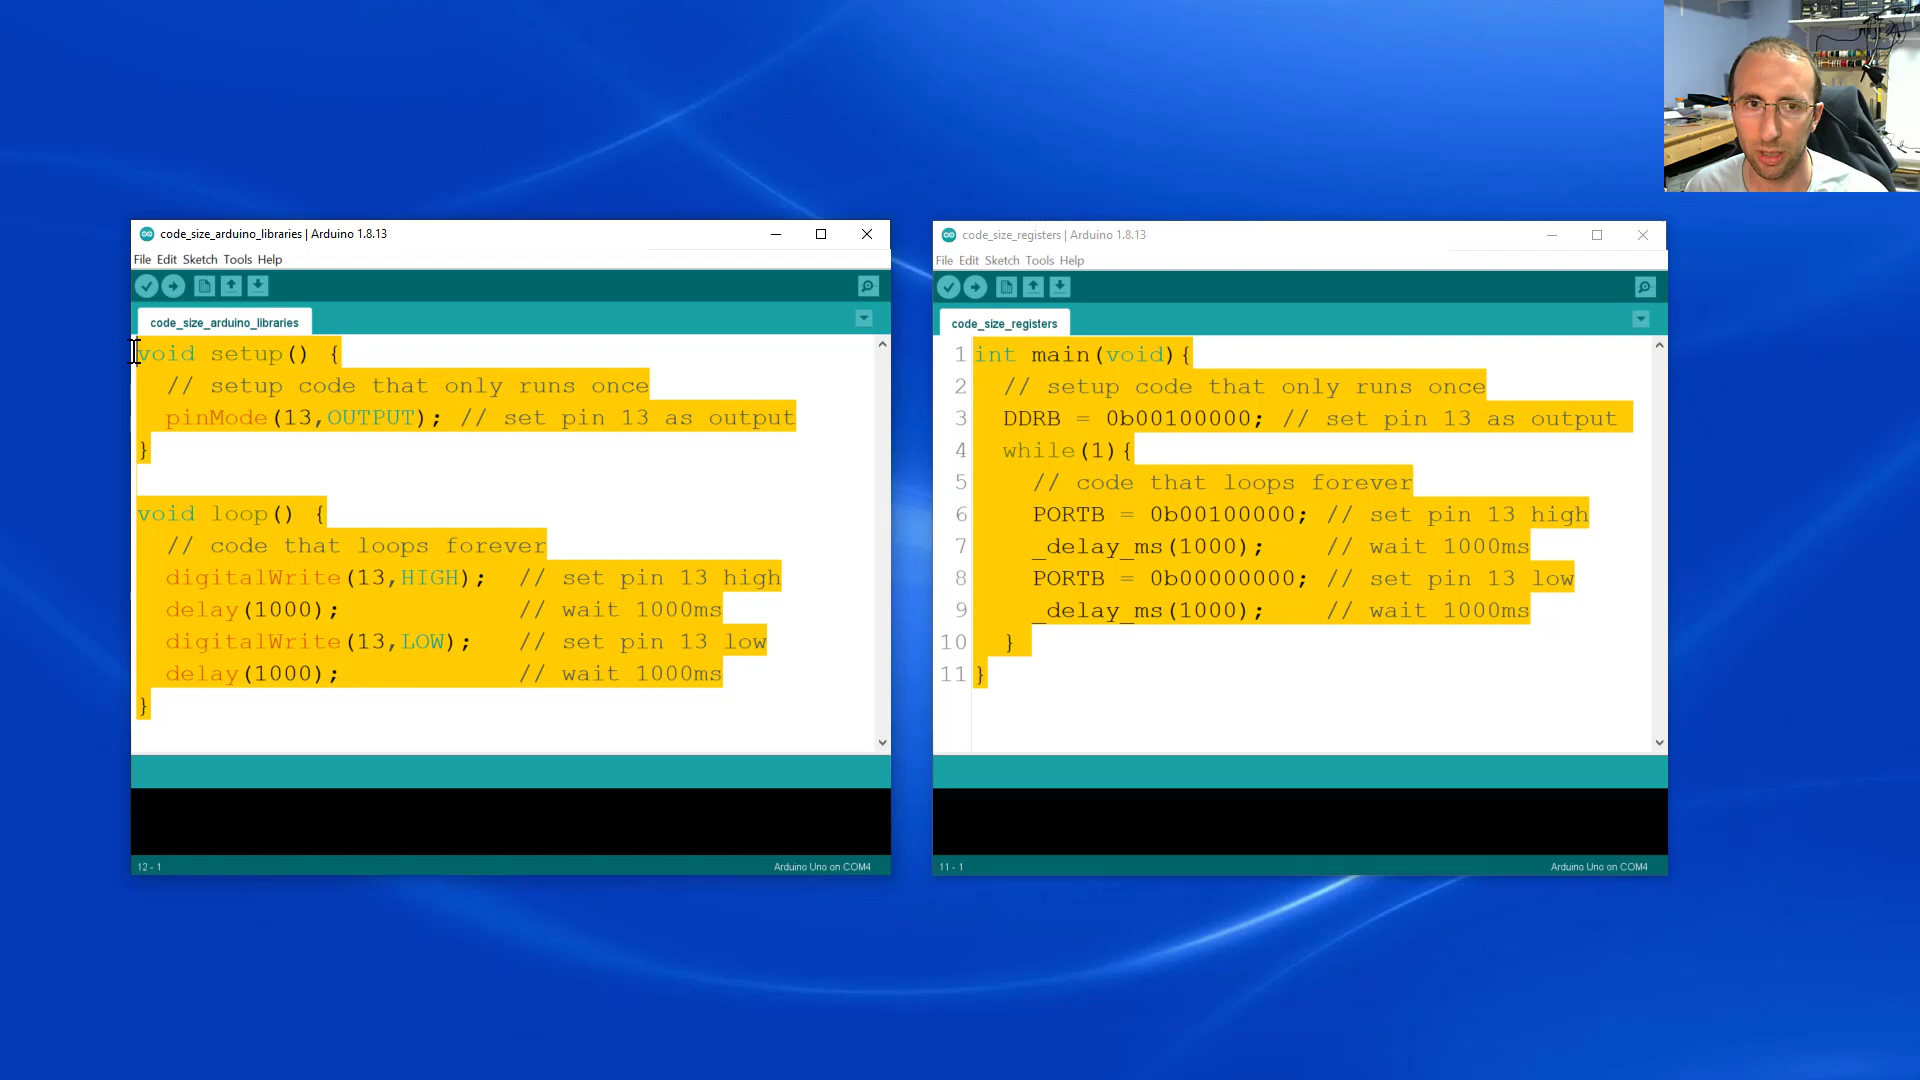 code_size_arduino_libraries | Arduino 1.8.13
File Edit Sketch Tools Help
code_size_arduino_libraries
void setup() {
// setup code that only runs once
pinMode(13,OUTPUT); // set pin 13 as output
}
void loop() {
// code that loops forever
digitalWrite(13,HIGH); // set pin 13 high
delay(1000); // wait 1000ms
digitalWrite(13,LOW); // set pin 13 low
delay(1000); // wait 1000ms
}
12 - 1
Arduino Uno on COM4
code_size_registers | Arduino 1.8.13
File Edit Sketch Tools Help
code_size_registers
1 int main(void){
2 // setup code that only runs once
3 DDRB = 0b00100000; // set pin 13 as output
4 while(1){
5 // code that loops forever
6 PORTB = 0b00100000; // set pin 13 high
7 _delay_ms(1000); // wait 1000ms
8 PORTB = 0b00000000; // set pin 13 low
9 _delay_ms(1000); // wait 1000ms
10 }
11 }
11 - 1
Arduino Uno on COM4